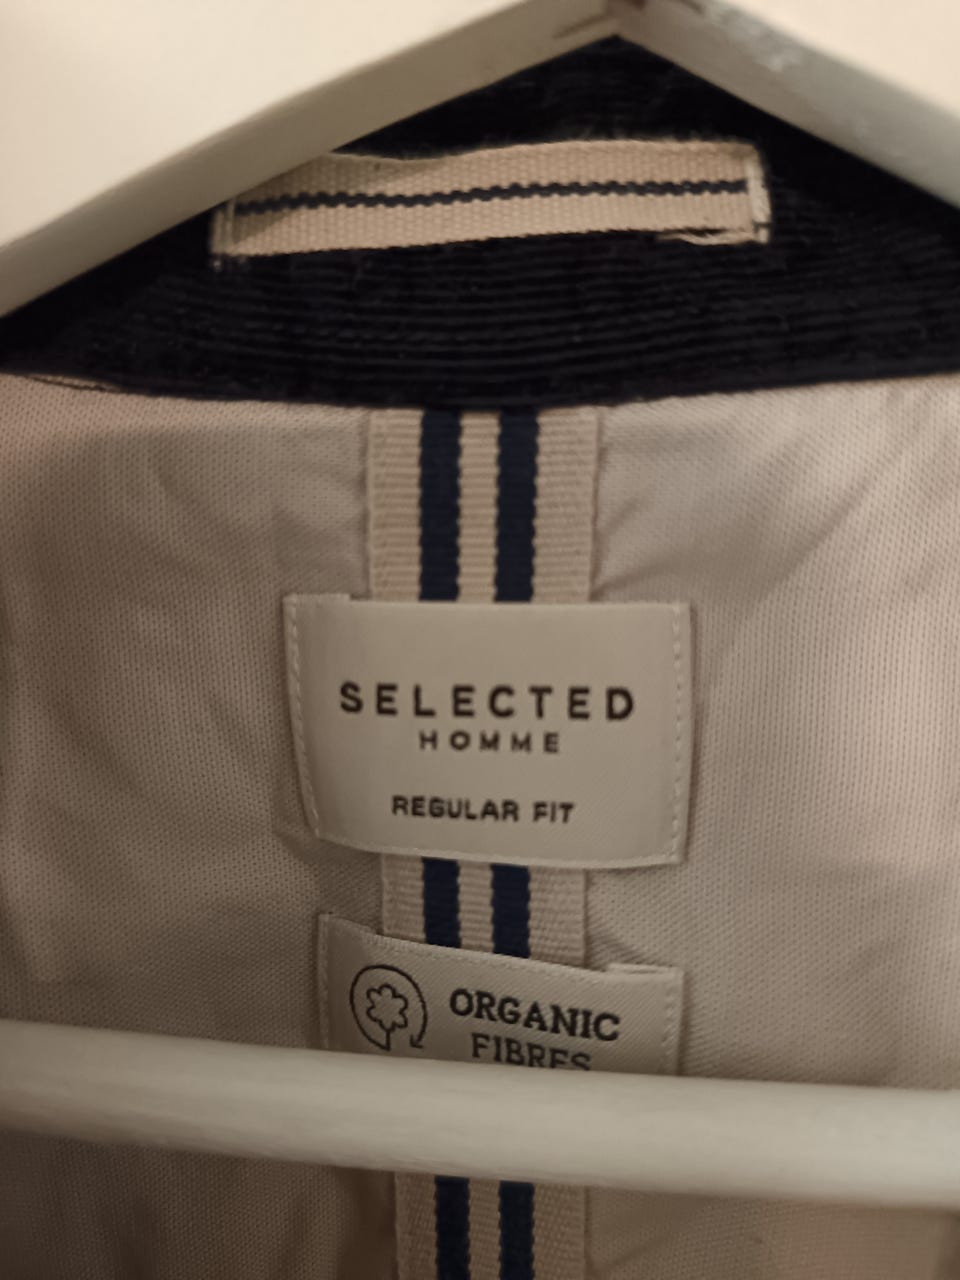 SELECTED
HOMME
REGULAR FIT
ORGANIC
FIBRES